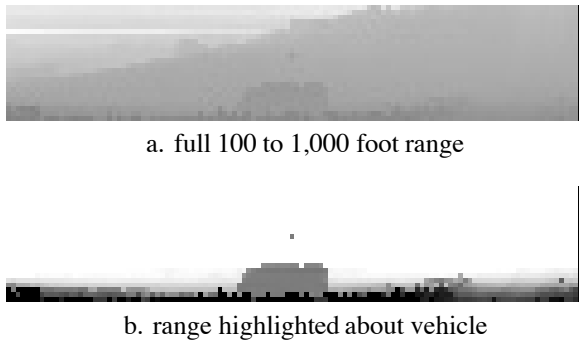 a. full 100 to 1,000 foot range
b. range highlighted about vehicle